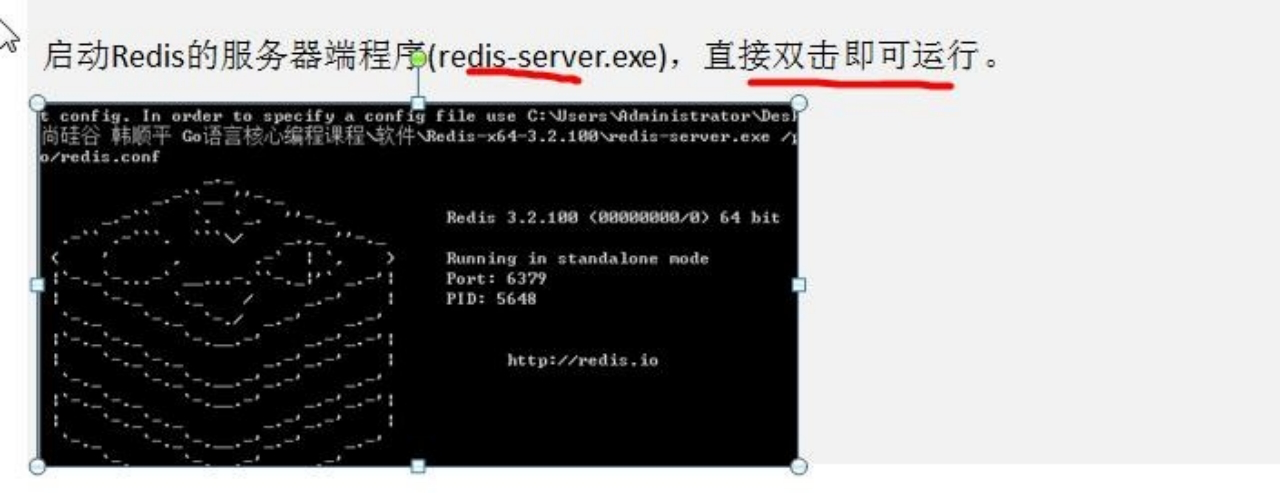 启动Redis的服务器端程序(redis-server.exe)，直接双击即可运行。
t config. In order to specify a config file use C:\Users\Administrator\Des
尚硅谷 韩顺平 Go语言核心编程课程\软件\Redis-x64-3.2.100\redis-server.exe /p
o/redis.conf
Redis 3.2.100 (00000000/0) 64 bit
Running in standalone mode
Port: 6379
PID: 5648
http://redis.io